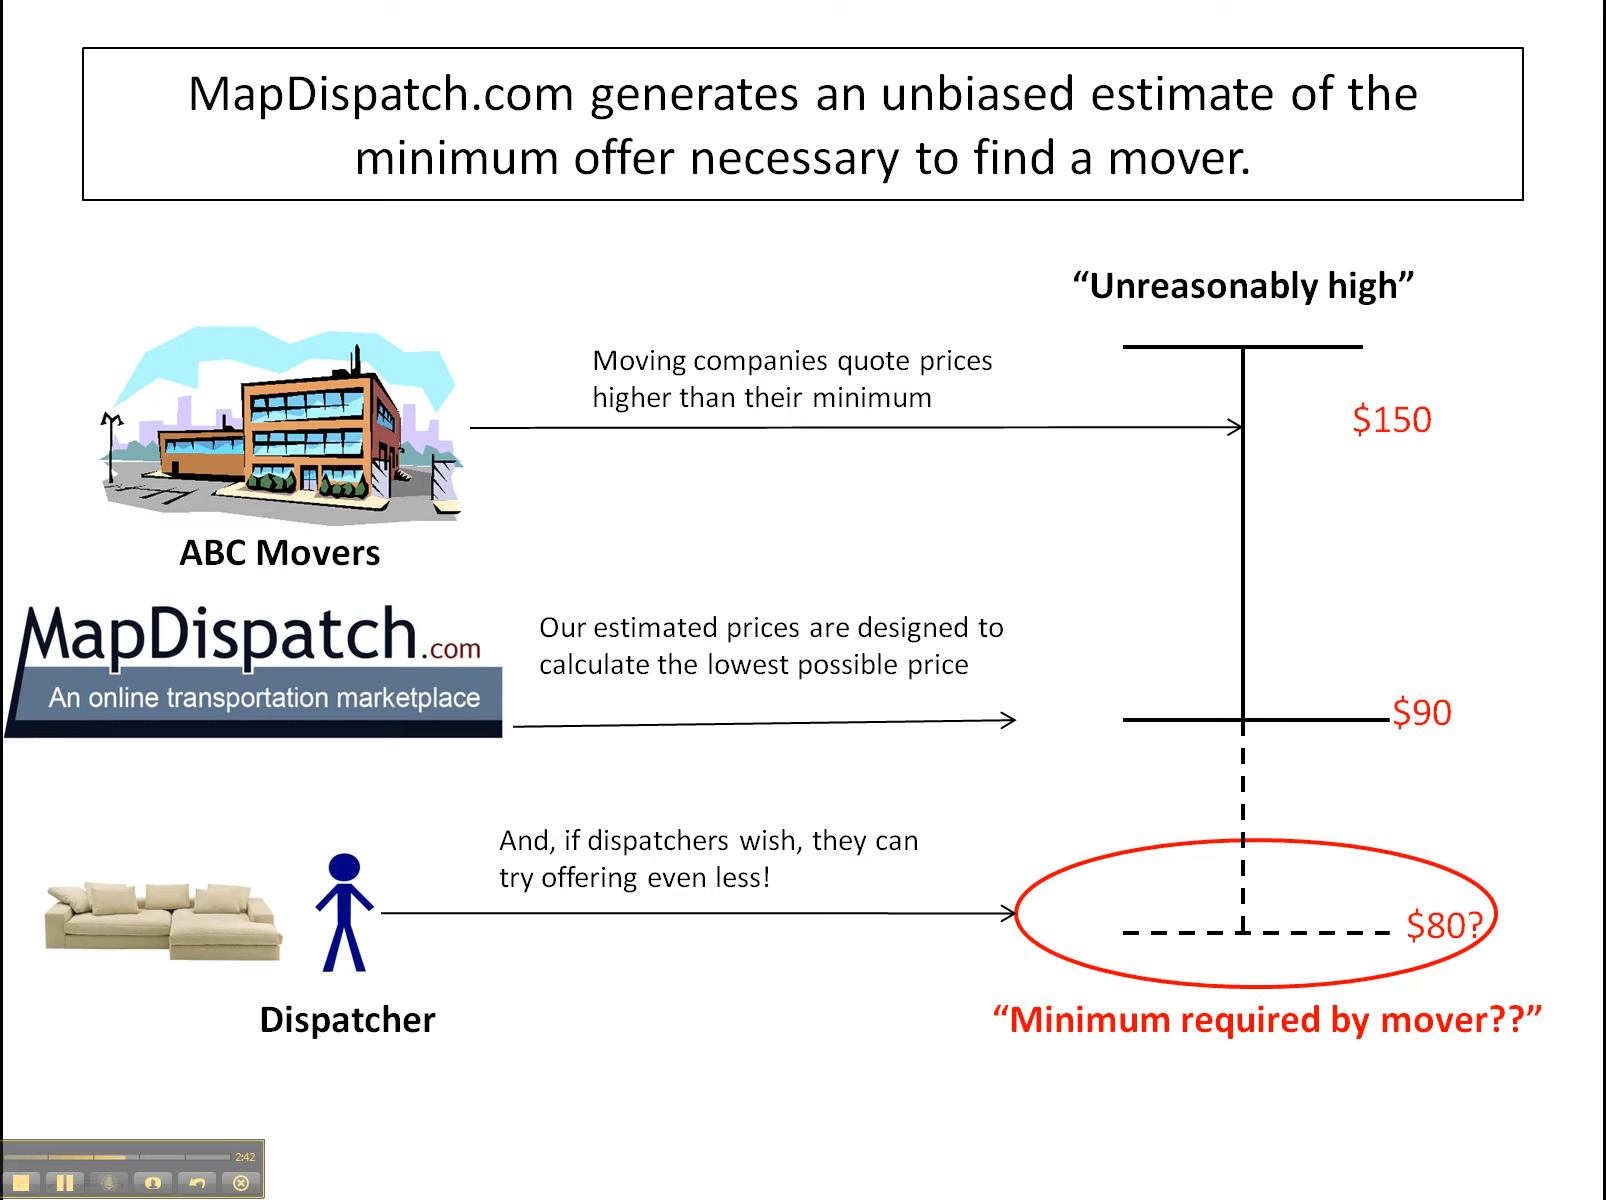 MapDispatch.com generates an unbiased estimate of the
minimum offer necessary to find a mover.
“Unreasonably high”
Moving companies quote prices
higher than their minimum
$150
ABC Movers
MapDispatch.com
An online transportation marketplace
Our estimated prices are designed to
calculate the lowest possible price
$90
And, if dispatchers wish, they can
try offering even less!
$80?
Dispatcher
“Minimum required by mover??”
2:42